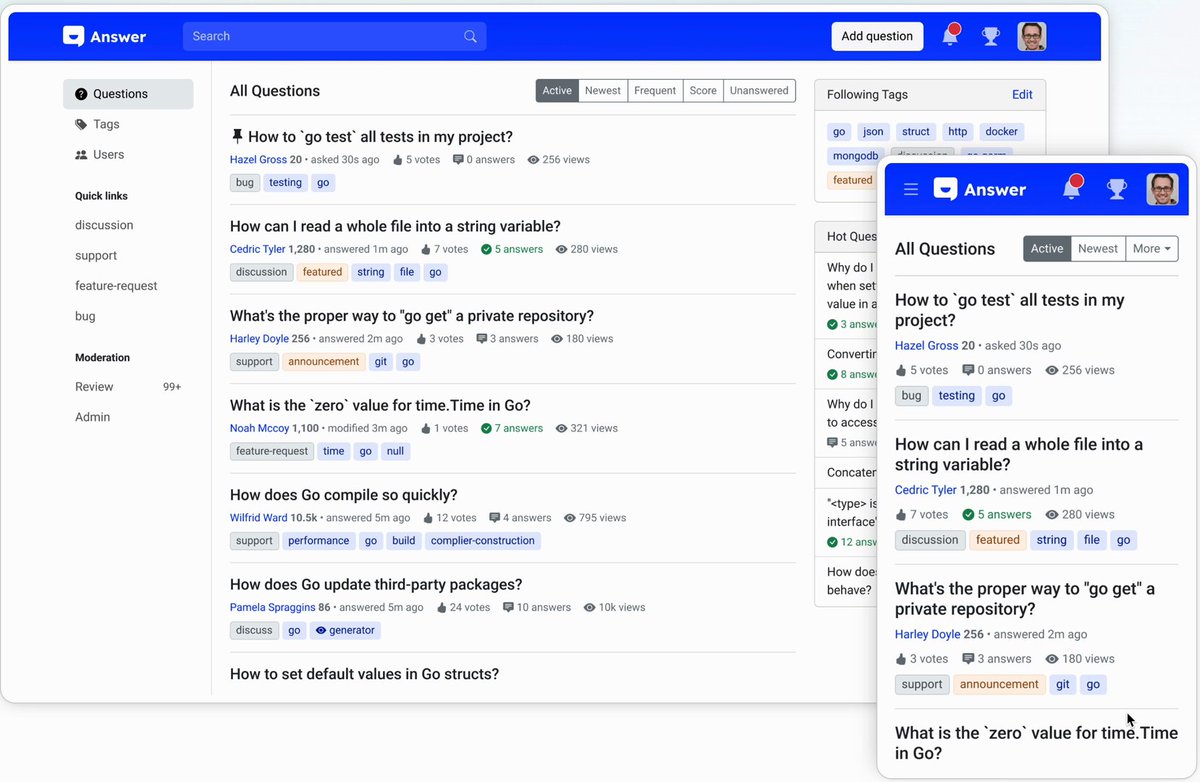 Answer
Search
Add question
Questions
Tags
Users
Quick links
discussion
support
feature-request
bug
Moderation
Review 99+
Admin
All Questions
Active Newest Frequent Score Unanswered
How to `go test` all tests in my project?
Hazel Gross 20 • asked 30s ago 5 votes 0 answers 256 views
bug testing go
How can I read a whole file into a string variable?
Cedric Tyler 1,280 • answered 1m ago 7 votes 5 answers 280 views
discussion featured string file go
What's the proper way to "go get" a private repository?
Harley Doyle 256 • answered 2m ago 3 votes 3 answers 180 views
support announcement git go
What is the `zero` value for time.Time in Go?
Noah Mccoy 1,100 • modified 3m ago 1 votes 7 answers 321 views
feature-request time go null
How does Go compile so quickly?
Wilfrid Ward 10.5k • answered 5m ago 12 votes 4 answers 795 views
support performance go build complier-construction
How does Go update third-party packages?
Pamela Spraggins 86 • answered 5m ago 24 votes 10 answers 10k views
discuss go generator
How to set default values in Go structs?
Following Tags Edit
go json struct http docker
mongodb
featured
Hot Ques
Why do I
when set
value in a
3 answe
Convertin
8 answe
Why do I
to access
5 answe
Concaten
"<type> is
interface"
12 answ
How does
behave?
Answer
All Questions
Active Newest More
How to `go test` all tests in my
project?
Hazel Gross 20 • asked 30s ago
5 votes 0 answers 256 views
bug testing go
How can I read a whole file into a
string variable?
Cedric Tyler 1,280 • answered 1m ago
7 votes 5 answers 280 views
discussion featured string file go
What's the proper way to "go get" a
private repository?
Harley Doyle 256 • answered 2m ago
3 votes 3 answers 180 views
support announcement git go
What is the `zero` value for time.Time
in Go?